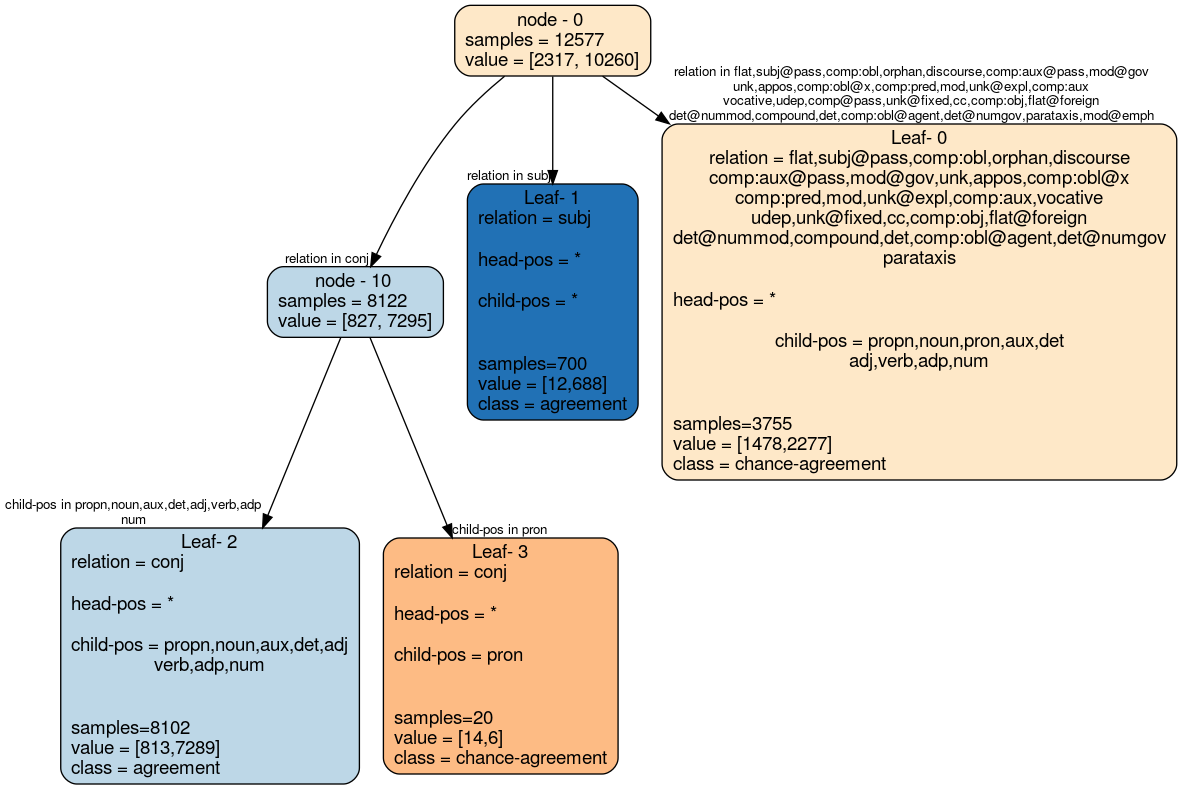 node - 0
samples = 12577
value = [2317, 10260]
relation in flat,subj@pass,comp:obl,orphan,discourse,comp:aux@pass,mod@gov
unk,appos,comp:obl@x,comp:pred,mod,unk@expl,comp:aux
vocative,udep,comp@pass,unk@fixed,cc,comp:obj,flat@foreign
det@nummod,compound,det,comp:obl@agent,det@numgov,parataxis,mod@emph
Leaf- 0
relation = flat,subj@pass,comp:obl,orphan,discourse
comp:aux@pass,mod@gov,unk,appos,comp:obl@x
comp:pred,mod,unk@expl,comp:aux,vocative
udep,unk@fixed,cc,comp:obj,flat@foreign
det@nummod,compound,det,comp:obl@agent,det@numgov
parataxis
head-pos = *
child-pos = propn,noun,pron,aux,det
adj,verb,adp,num
samples=3755
value = [1478,2277]
class = chance-agreement
relation in subj
Leaf- 1
relation = subj
head-pos = *
child-pos = *
samples=700
value = [12,688]
class = agreement
relation in conj
node - 10
samples = 8122
value = [827, 7295]
child-pos in propn,noun,aux,det,adj,verb,adp
num
Leaf- 2
relation = conj
head-pos = *
child-pos = propn,noun,aux,det,adj
verb,adp,num
samples=8102
value = [813,7289]
class = agreement
child-pos in pron
Leaf- 3
relation = conj
head-pos = *
child-pos = pron
samples=20
value = [14,6]
class = chance-agreement